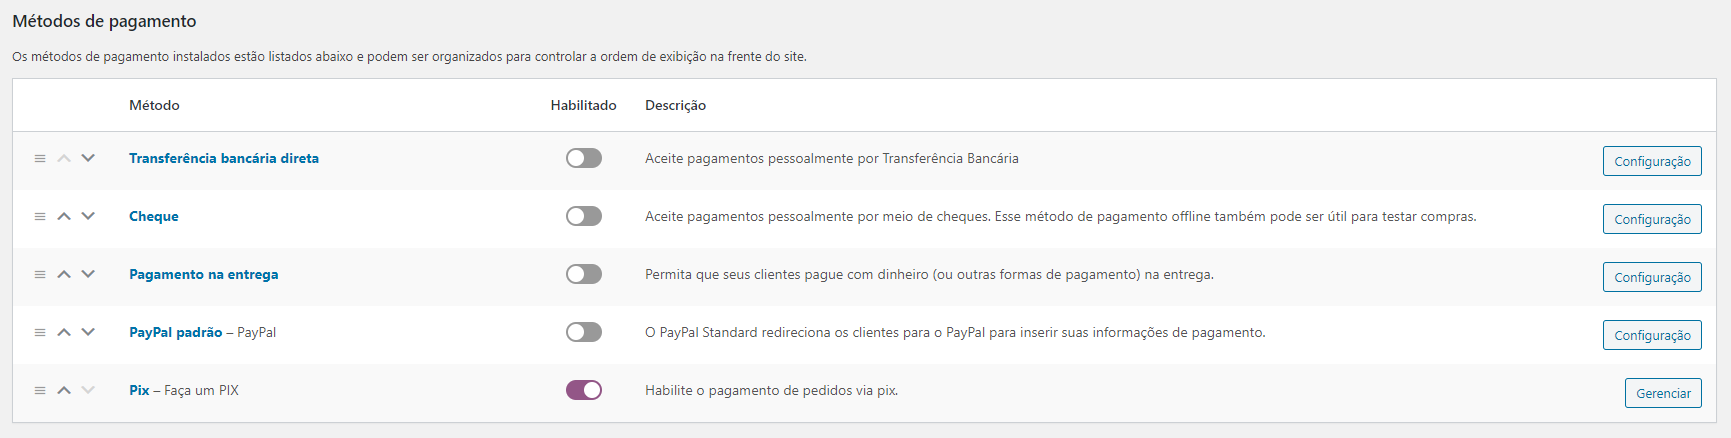 Métodos de pagamento
Os métodos de pagamento instalados estão listados abaixo e podem ser organizados para controlar a ordem de exibição na frente do site.
Método Habilitado Descrição
Transferência bancária direta Aceite pagamentos pessoalmente por Transferência Bancária Configuração
Cheque Aceite pagamentos pessoalmente por meio de cheques. Esse método de pagamento offline também pode ser útil para testar compras. Configuração
Pagamento na entrega Permita que seus clientes pague com dinheiro (ou outras formas de pagamento) na entrega. Configuração
PayPal padrão – PayPal O PayPal Standard redireciona os clientes para o PayPal para inserir suas informações de pagamento. Configuração
Pix – Faça um PIX Habilite o pagamento de pedidos via pix. Gerenciar